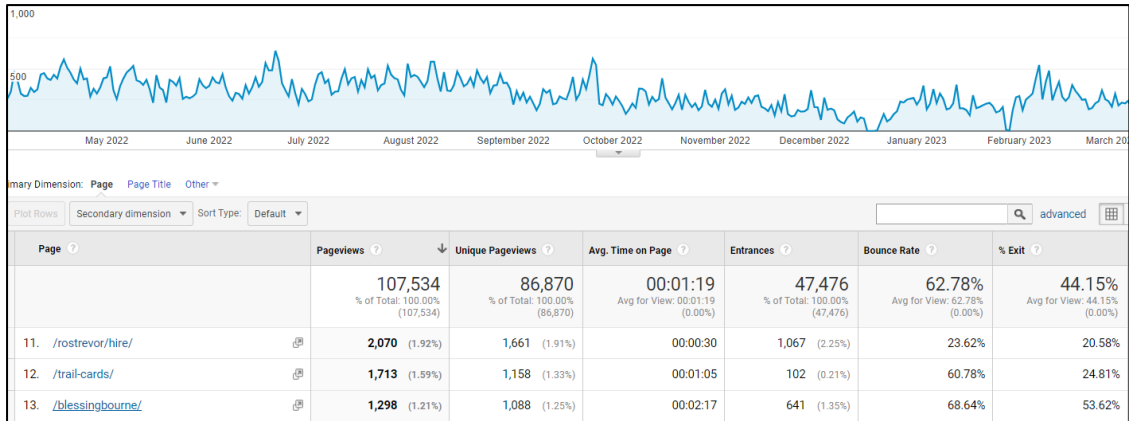 1,000
500
May 2022 June 2022 July 2022 August 2022 September 2022 October 2022 November 2022 December 2022 January 2023 February 2023 March 202
imary Dimension: Page Page Title Other
Plot Rows Secondary dimension Sort Type: Default advanced
Page ? Pageviews ? Unique Pageviews ? Avg. Time on Page ? Entrances ? Bounce Rate ? % Exit ?
107,534 86,870 00:01:19 47,476 62.78% 44.15%
% of Total: 100.00% % of Total: 100.00% Avg for View: 00:01:19 % of Total: 100.00% Avg for View: 62.78% Avg for View: 44.15%
(107,534) (86,870) (0.00%) (47,476) (0.00%) (0.00%)
11. /rostrevor/hire/ 2,070 (1.92%) 1,661 (1.91%) 00:00:30 1,067 (2.25%) 23.62% 20.58%
12. /trail-cards/ 1,713 (1.59%) 1,158 (1.33%) 00:01:05 102 (0.21%) 60.78% 24.81%
13. /blessingbourne/ 1,298 (1.21%) 1,088 (1.25%) 00:02:17 641 (1.35%) 68.64% 53.62%